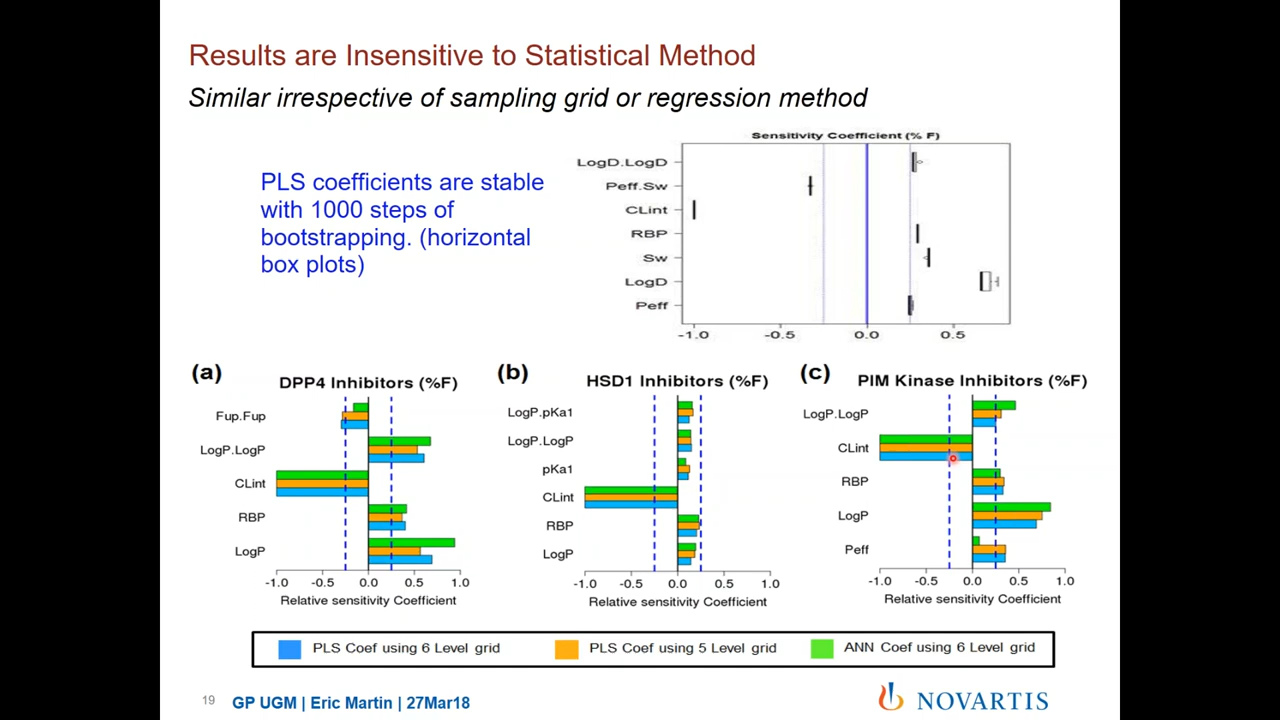 Results are Insensitive to Statistical Method
Similar irrespective of sampling grid or regression method
PLS coefficients are stable
with 1000 steps of
bootstrapping. (horizontal
box plots)
Sensitivity Coefficient (% F)
LogD.LogD
Peff.Sw
CLint
RBP
Sw
LogD
Peff
-1.0 -0.5 0.0 0.5
(a) DPP4 Inhibitors (%F)
Fup.Fup
LogP.LogP
CLint
RBP
LogP
-1.0 -0.5 0.0 0.5 1.0
Relative sensitivity Coefficient
(b) HSD1 Inhibitors (%F)
LogP.pKa1
LogP.LogP
pKa1
CLint
RBP
LogP
-1.0 -0.5 0.0 0.5 1.0
Relative sensitivity Coefficient
(c) PIM Kinase Inhibitors (%F)
LogP.LogP
CLint
RBP
LogP
Peff
-1.0 -0.5 0.0 0.5 1.0
Relative sensitivity Coefficient
PLS Coef using 6 Level grid PLS Coef using 5 Level grid ANN Coef using 6 Level grid
19 GP UGM | Eric Martin | 27Mar18
NOVARTIS